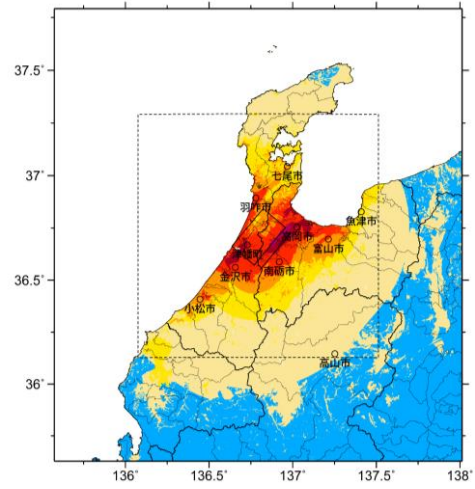 37.5˚
37˚
36.5˚
36˚
七尾市
羽咋市
魚津市
高岡市
富山市
津幡町
金沢市
南砺市
小松市
高山市
136˚
136.5˚
137˚
137.5˚
138˚